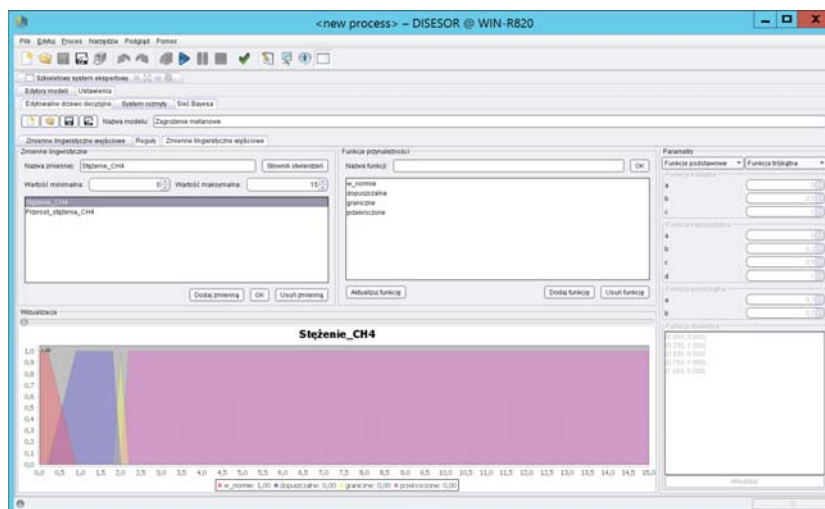 <new process> – DISESOR @ WIN-R820
Plik Edytuj Proces Narzędzia Podgląd Pomoc
Szkieletowy system ekspertowy
Edytory modeli Ustawienia
Edytowalne drzewo decyzyjne System rozmyty Sieć Bayesa
Nazwa modelu: Zagrożenie metanowe
Zmienne lingwistyczne wejściowe Reguły Zmienne lingwistyczne wyjściowe
Zmienne lingwistyczne
Nazwa zmiennej: Stężenie_CH4 Słownik stwierdzeń
Wartość minimalna: 0 Wartość maksymalna: 15
Stężenie_CH4
Przyrost_stężenia_CH4
Dodaj zmienną OK Usuń zmienną
Funkcje przynależności
Nazwa funkcji: OK
w_normie
dopuszczalne
graniczne
przekroczone
Aktualizuj funkcję Dodaj funkcję Usuń funkcję
Parametry
Funkcje podstawowe Funkcja trójkątna
Funkcja trójkątna
a
b
c
a
b
c
d
a
b
Aktualizuj
Wizualizacja
Stężenie_CH4
1,0
0,9
0,8
0,7
0,6
0,5
0,4
0,3
0,2
0,1
0,0
0,0 0,5 1,0 1,5 2,0 2,5 3,0 3,5 4,0 4,5 5,0 5,5 6,0 6,5 7,0 7,5 8,0 8,5 9,0 9,5 10,0 10,5 11,0 11,5 12,0 12,5 13,0 13,5 14,0 14,5 15,0
w_normie: 1,00 dopuszczalne: 0,00 graniczne: 0,00 przekroczone: 0,00